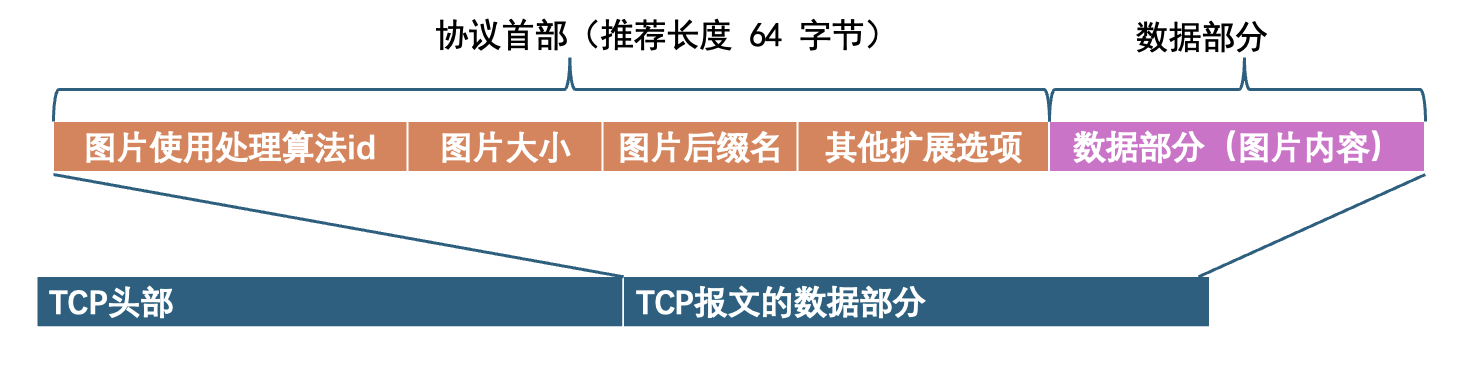 协议首部（推荐长度 64 字节） 数据部分
图片使用处理算法id 图片大小 图片后缀名 其他扩展选项 数据部分（图片内容）
TCP头部 TCP报文的数据部分